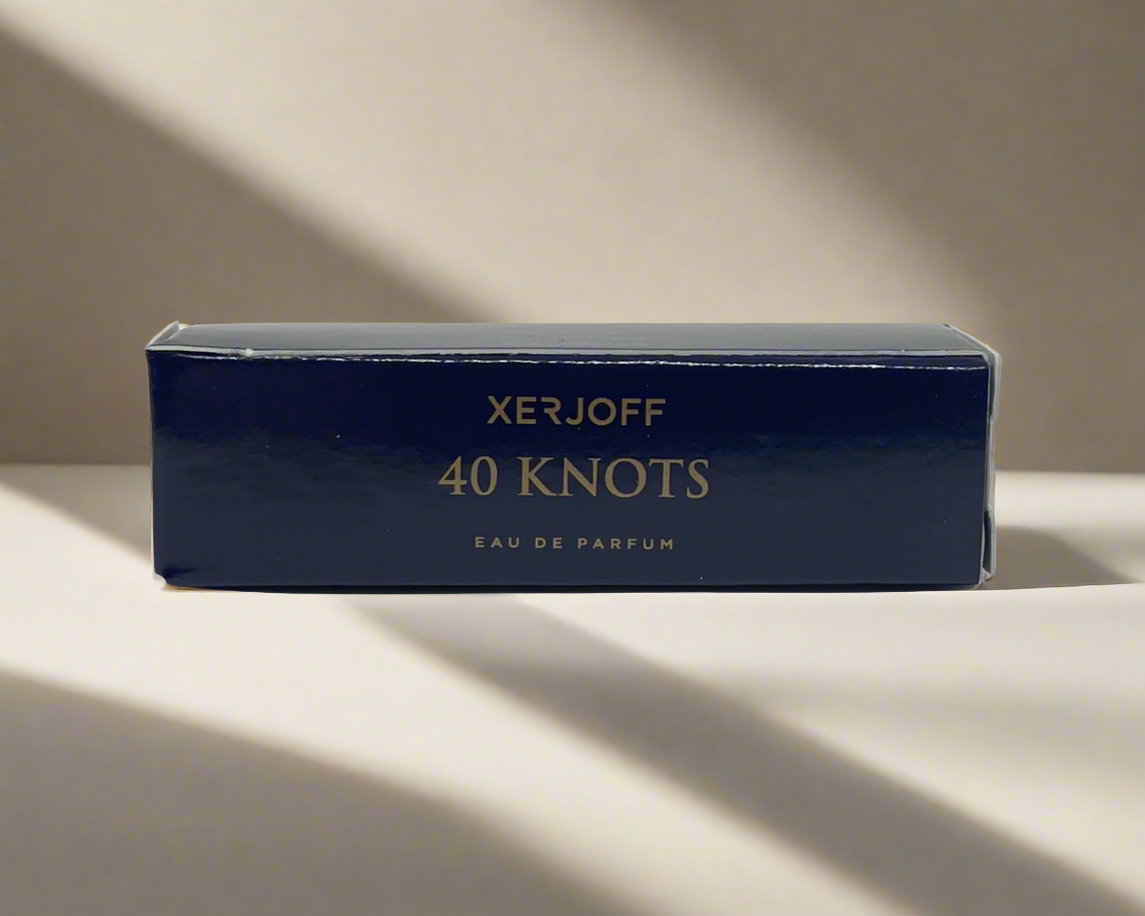 XERJOFF
40 KNOTS
EAU DE PARFUM